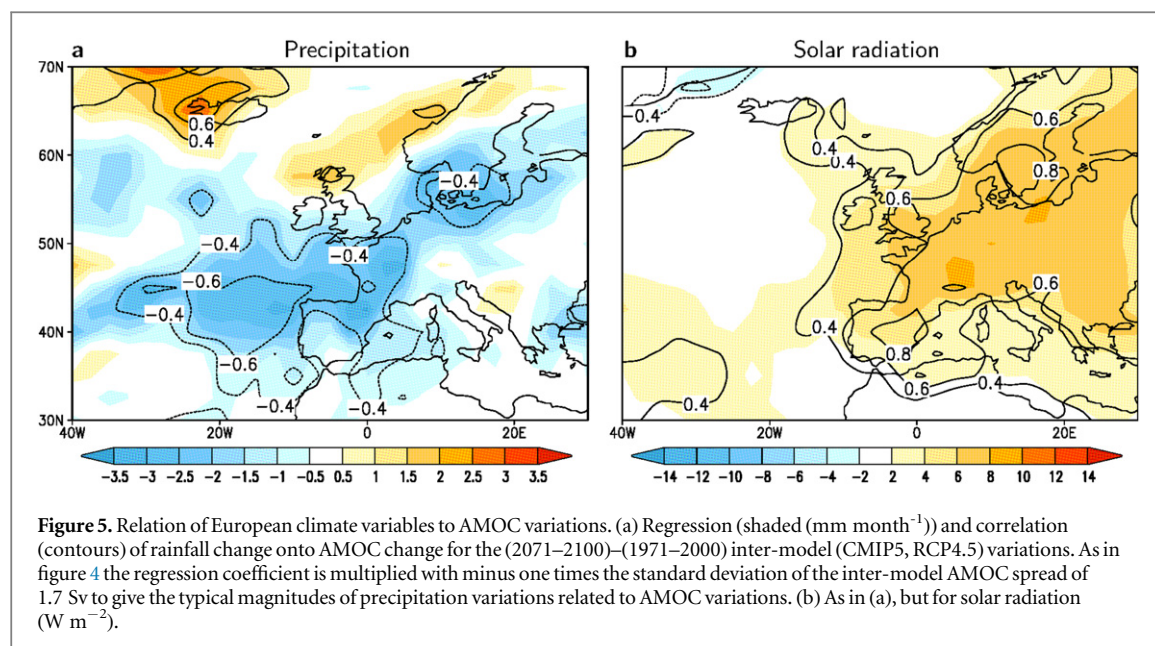 a Precipitation
70N
60N
50N
40N
30N
40W 20W 0 20E
0.6
0.4
−0.4
−0.4
−0.4
−0.6
−0.4
−0.6
−0.4
−0.4
−3.5 −3 −2.5 −2 −1.5 −1 −0.5 0.5 1 1.5 2 2.5 3 3.5
b Solar radiation
40W 20W 0 20E
−0.4
0.6
0.4
0.4
0.8
0.6
0.6
0.4
0.8
0.6
0.4
0.4
−14 −12 −10 −8 −6 −4 −2 2 4 6 8 10 12 14
Figure 5. Relation of European climate variables to AMOC variations. (a) Regression (shaded (mm month-1)) and correlation
(contours) of rainfall change onto AMOC change for the (2071–2100)–(1971–2000) inter-model (CMIP5, RCP4.5) variations. As in
figure 4 the regression coefficient is multiplied with minus one times the standard deviation of the inter-model AMOC spread of
1.7 Sv to give the typical magnitudes of precipitation variations related to AMOC variations. (b) As in (a), but for solar radiation
(W m−2).